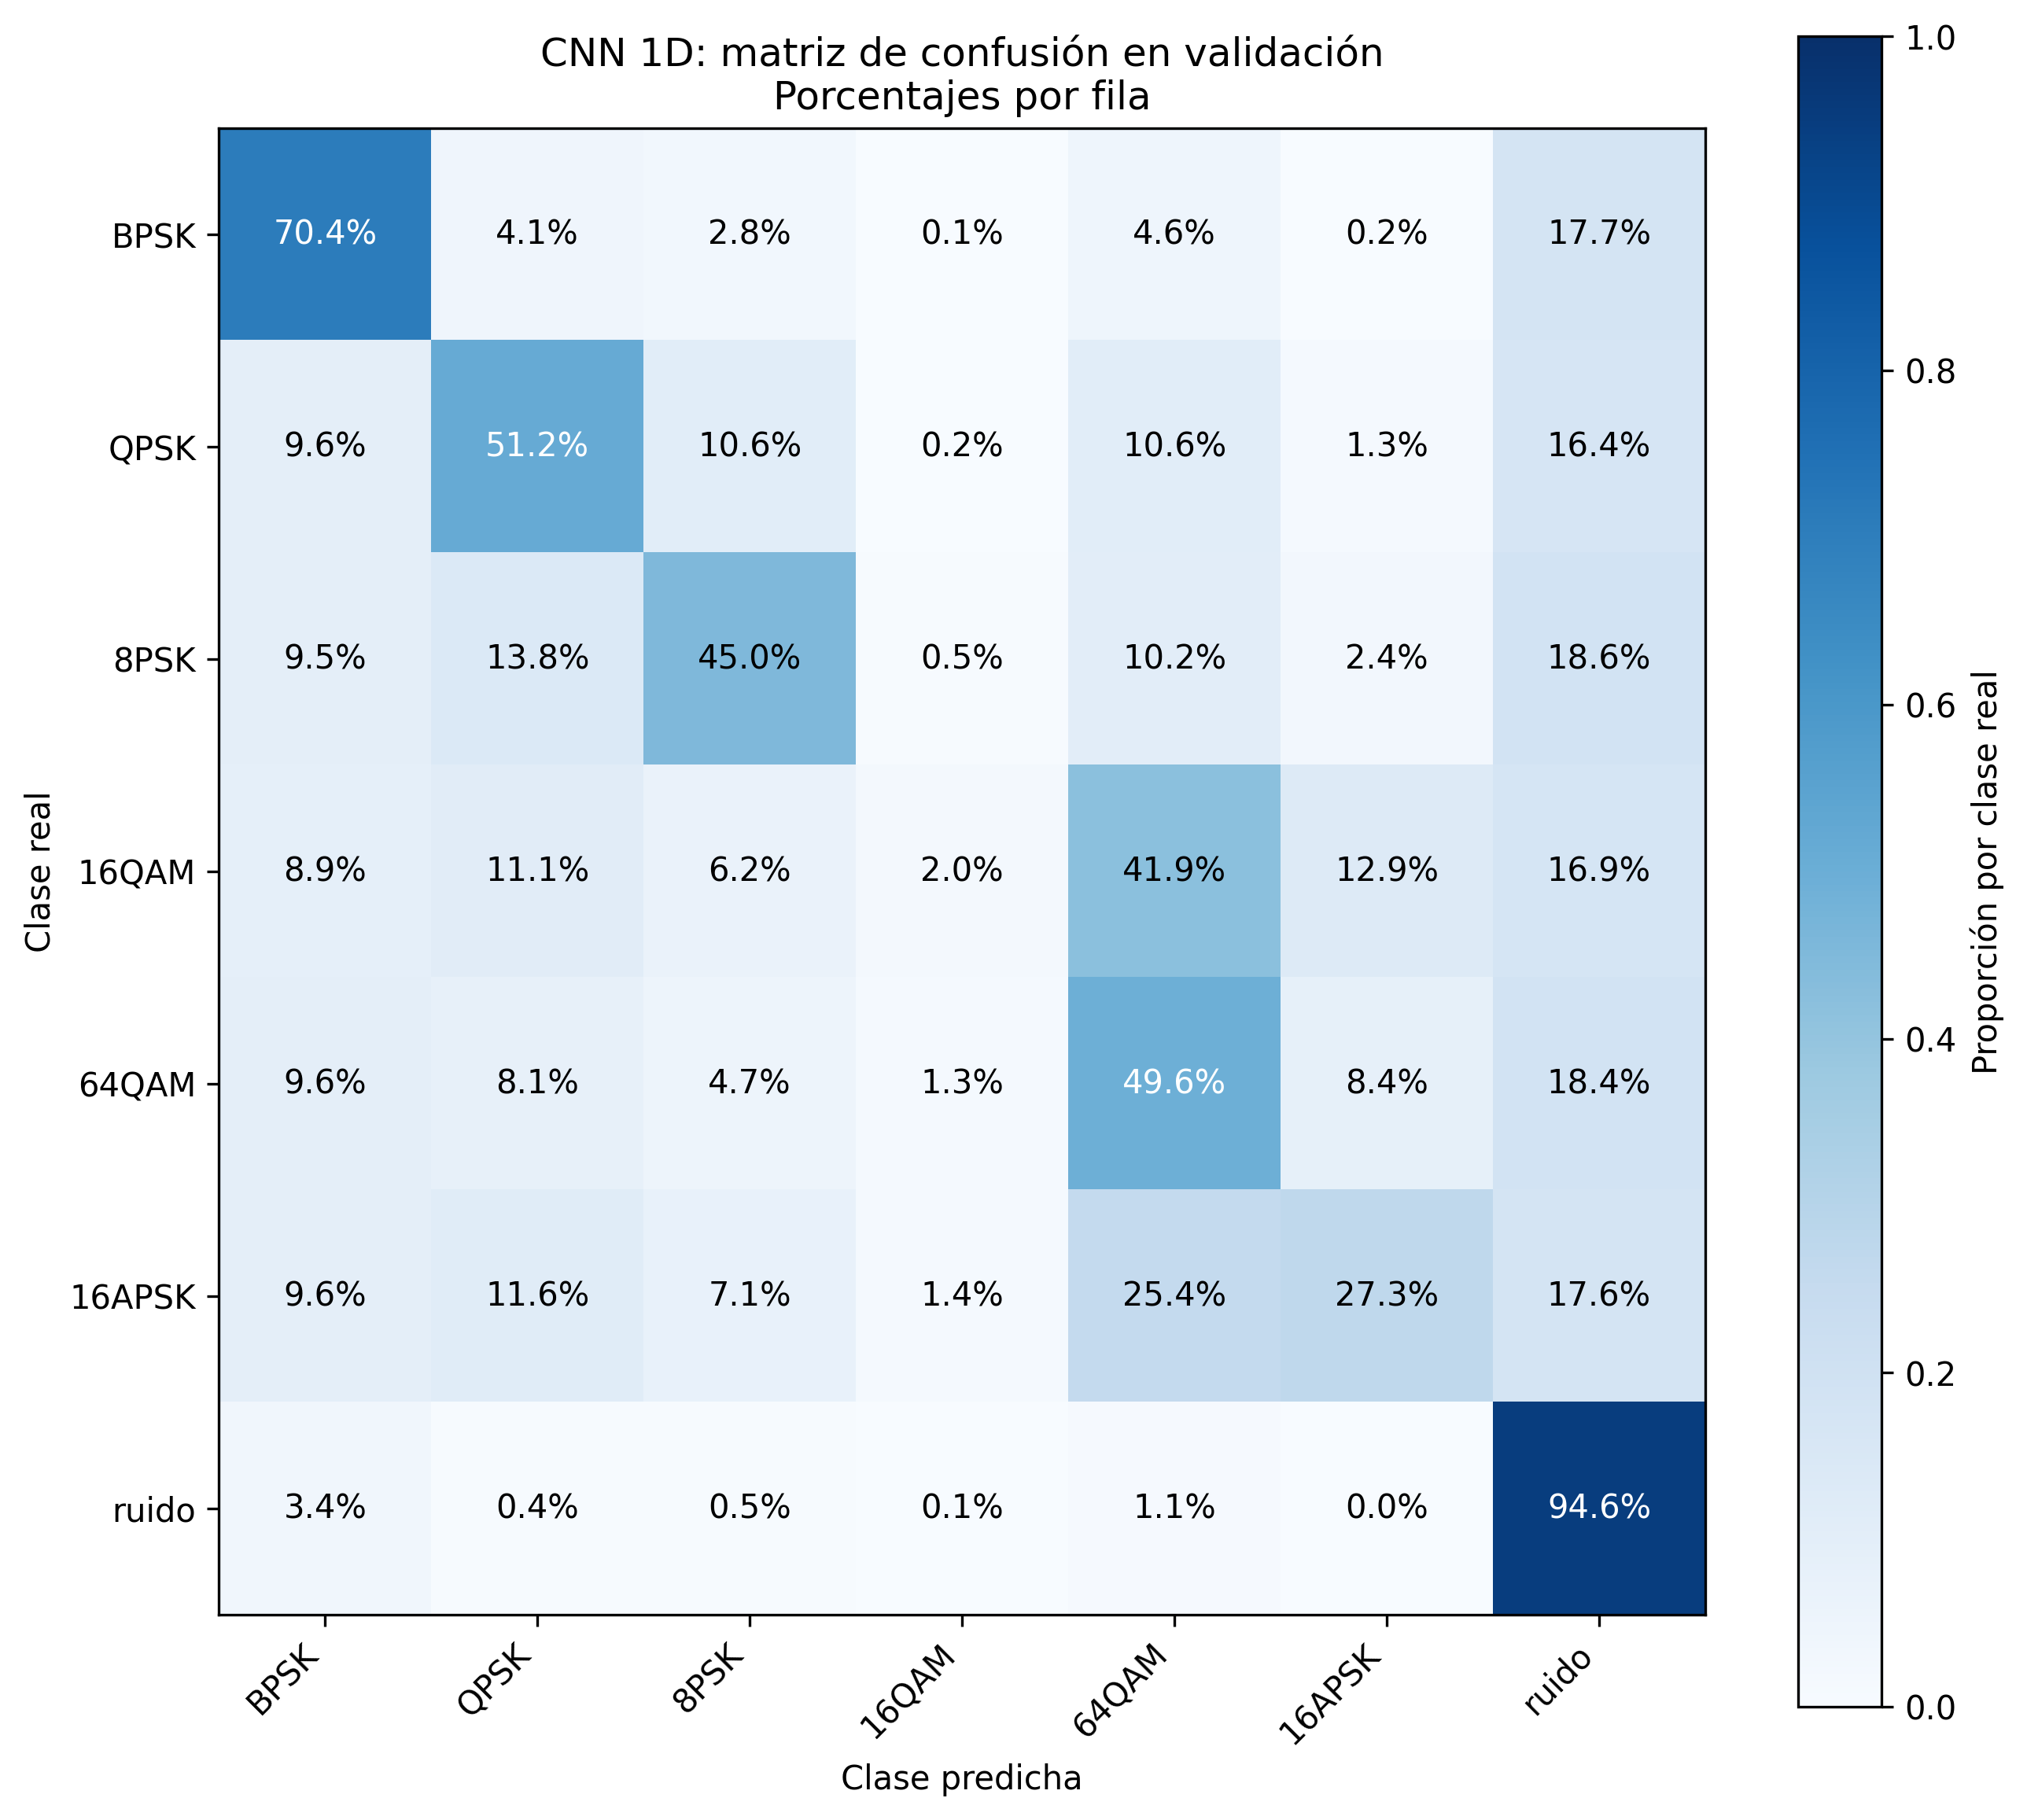 CNN 1D: matriz de confusión en validación
Porcentajes por fila
1.0
0.8
0.6
0.4
0.2
0.0
Proporción por clase real
Clase real
BPSK 70.4% 4.1% 2.8% 0.1% 4.6% 0.2% 17.7%
QPSK 9.6% 51.2% 10.6% 0.2% 10.6% 1.3% 16.4%
8PSK 9.5% 13.8% 45.0% 0.5% 10.2% 2.4% 18.6%
16QAM 8.9% 11.1% 6.2% 2.0% 41.9% 12.9% 16.9%
64QAM 9.6% 8.1% 4.7% 1.3% 49.6% 8.4% 18.4%
16APSK 9.6% 11.6% 7.1% 1.4% 25.4% 27.3% 17.6%
ruido 3.4% 0.4% 0.5% 0.1% 1.1% 0.0% 94.6%
BPSK QPSK 8PSK 16QAM 64QAM 16APSK ruido
Clase predicha